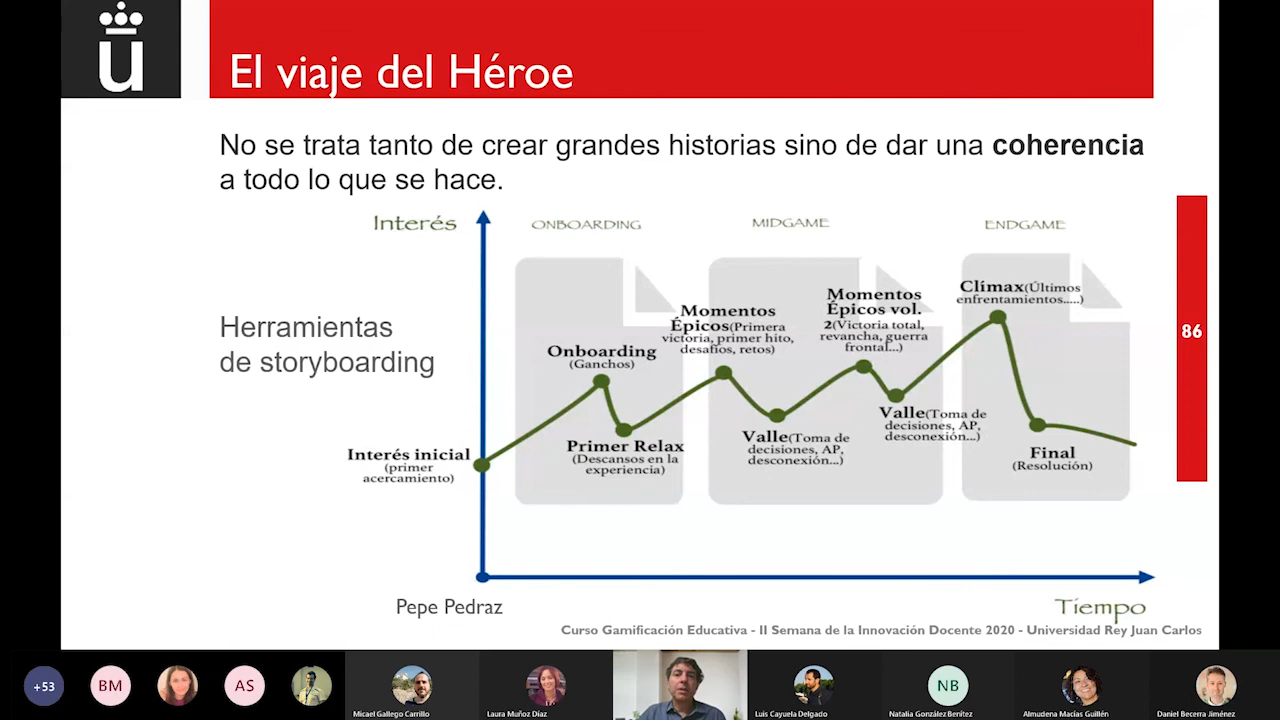 El viaje del Héroe
No se trata tanto de crear grandes historias sino de dar una coherencia
a todo lo que se hace.
Herramientas
de storyboarding
Interés
ONBOARDING
MIDGAME
ENDGAME
Interés inicial
(primer
acercamiento)
Onboarding
(Ganchos)
Primer Relax
(Descansos en la
experiencia)
Momentos
Épicos(Primera
victoria, primer hito,
desafíos, retos)
Valle(Toma de
decisiones, AP,
desconexión...)
Momentos
Épicos vol.
2(Victoria total,
revancha, guerra
frontal...)
Valle(Toma de
decisiones, AP,
desconexión...)
Clímax(Últimos
enfrentamientos.....)
Final
(Resolución)
86
Pepe Pedraz
Tiempo
Curso Gamificación Educativa - II Semana de la Innovación Docente 2020 - Universidad Rey Juan Carlos
+53
BM
AS
Micael Gallego Carrillo
Laura Muñoz Díaz
Luis Cayuela Delgado
NB
Natalia González Benítez
Almudena Macías Guillén
Daniel Becerra Jiménez